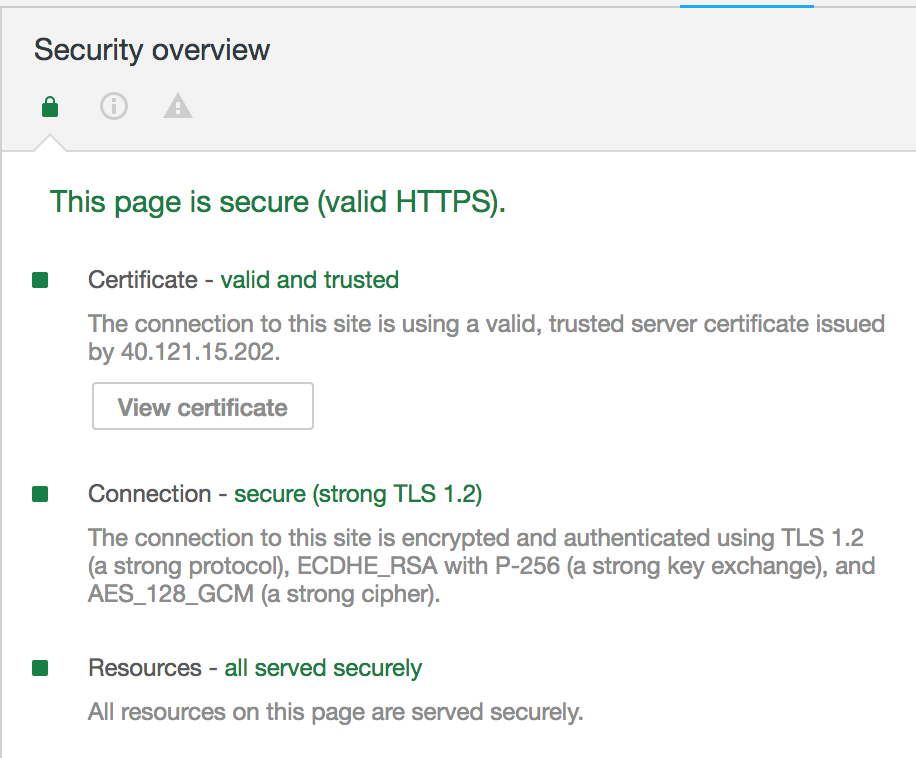 Security overview
This page is secure (valid HTTPS).
Certificate - valid and trusted
The connection to this site is using a valid, trusted server certificate issued
by 40.121.15.202.
View certificate
Connection - secure (strong TLS 1.2)
The connection to this site is encrypted and authenticated using TLS 1.2
(a strong protocol), ECDHE_RSA with P-256 (a strong key exchange), and
AES_128_GCM (a strong cipher).
Resources - all served securely
All resources on this page are served securely.